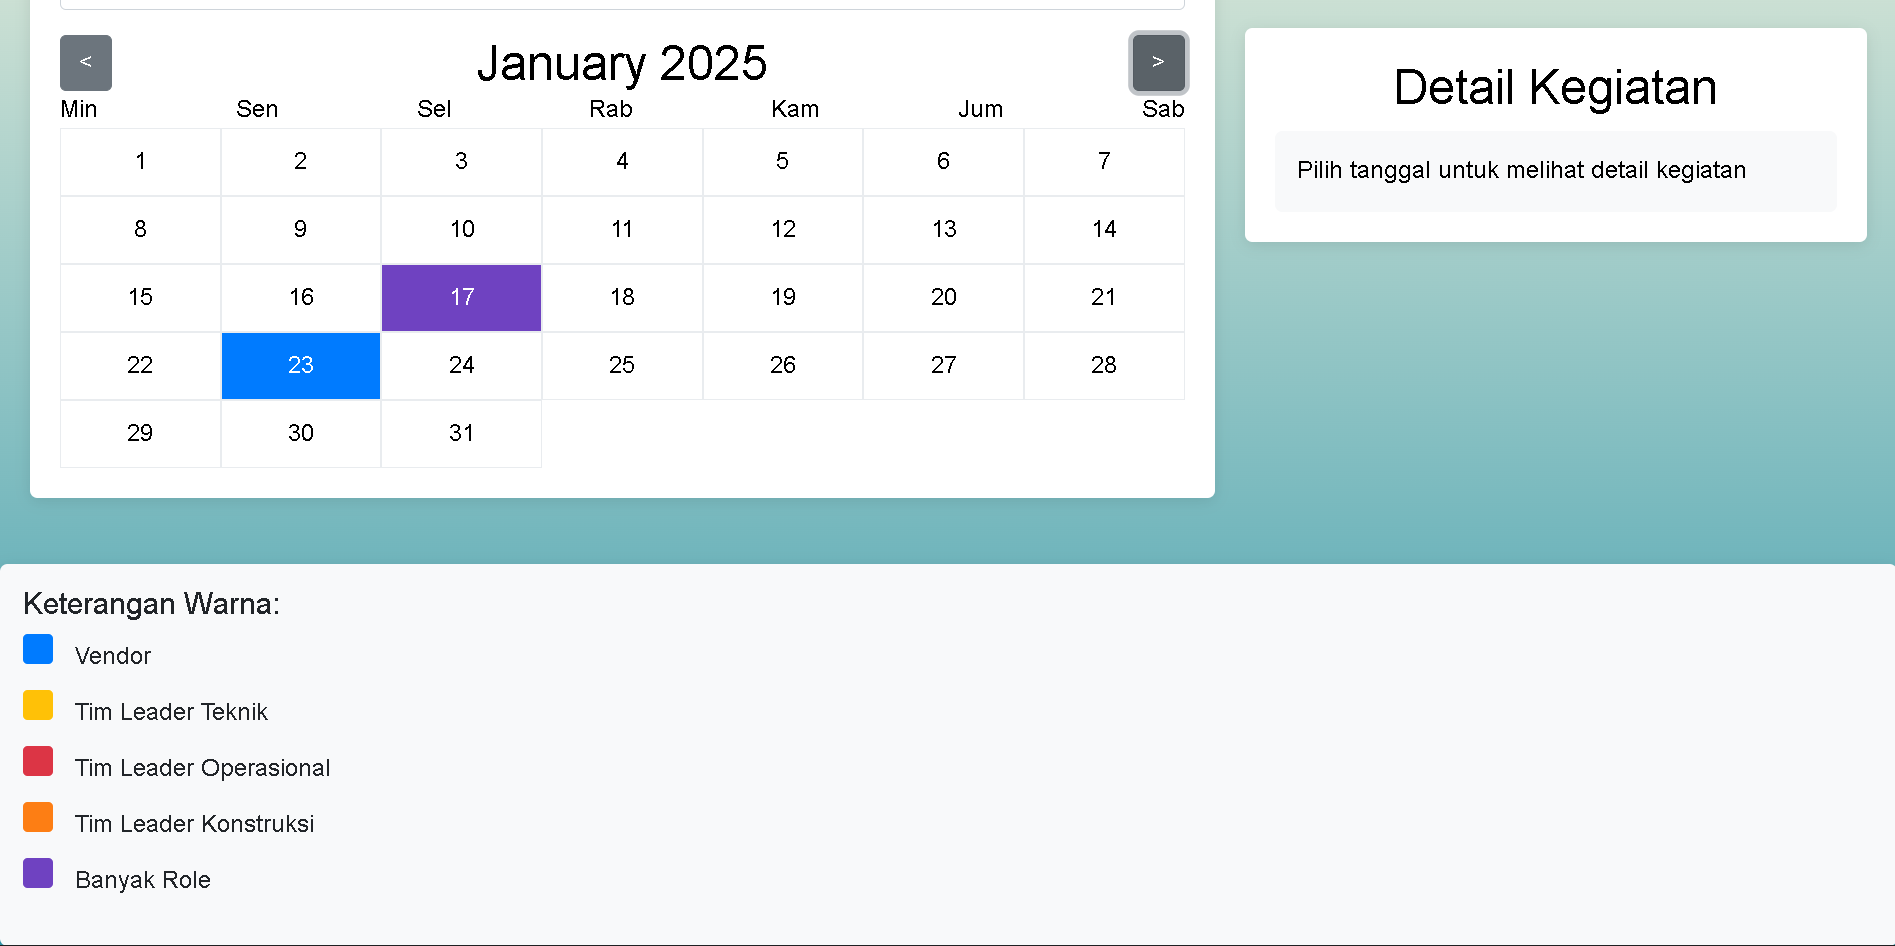 < January 2025 >
Min Sen Sel Rab Kam Jum Sab
1 2 3 4 5 6 7
8 9 10 11 12 13 14
15 16 17 18 19 20 21
22 23 24 25 26 27 28
29 30 31
Detail Kegiatan
Pilih tanggal untuk melihat detail kegiatan
Keterangan Warna:
Vendor
Tim Leader Teknik
Tim Leader Operasional
Tim Leader Konstruksi
Banyak Role